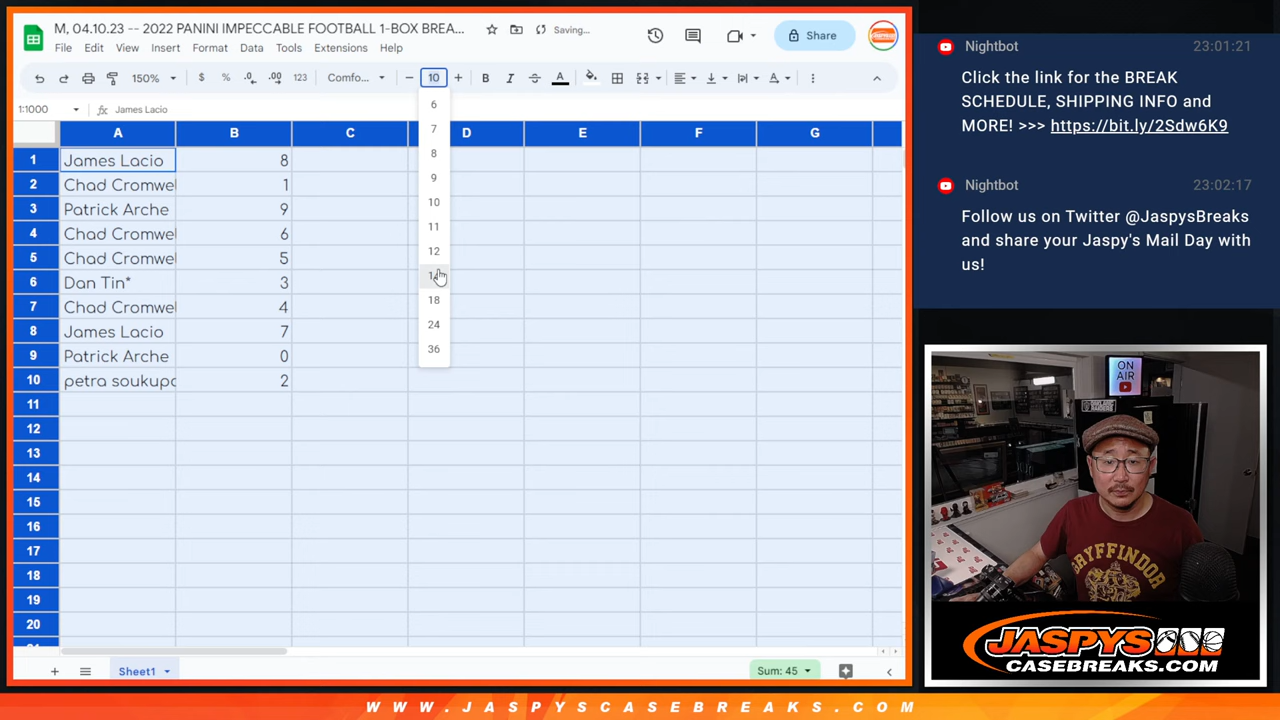 M, 04.10.23 -- 2022 PANINI IMPECCABLE FOOTBALL 1-BOX BREA...
Saving...
Share
File Edit View Insert Format Data Tools Extensions Help
150% $ % .0 .00 123 Comfo... − 10 + B I S A
1:1000 fx James Lacio
A B C D E F G
1 James Lacio 8
2 Chad Cromwel 1
3 Patrick Arche 9
4 Chad Cromwel 6
5 Chad Cromwel 5
6 Dan Tin* 3
7 Chad Cromwel 4
8 James Lacio 7
9 Patrick Arche 0
10 petra soukupo 2
11
12
13
14
15
16
17
18
19
20
6
7
8
9
10
11
12
18
24
36
Sheet1
Sum: 45
Nightbot 23:01:21
Click the link for the BREAK
SCHEDULE, SHIPPING INFO and
MORE! >>> https://bit.ly/2Sdw6K9
Nightbot 23:02:17
Follow us on Twitter @JaspysBreaks
and share your Jaspy's Mail Day with
us!
ON
AIR
GRYFFINDOR
JASPYS
CASEBREAKS.COM
WWW.JASPYSCASEBREAKS.COM